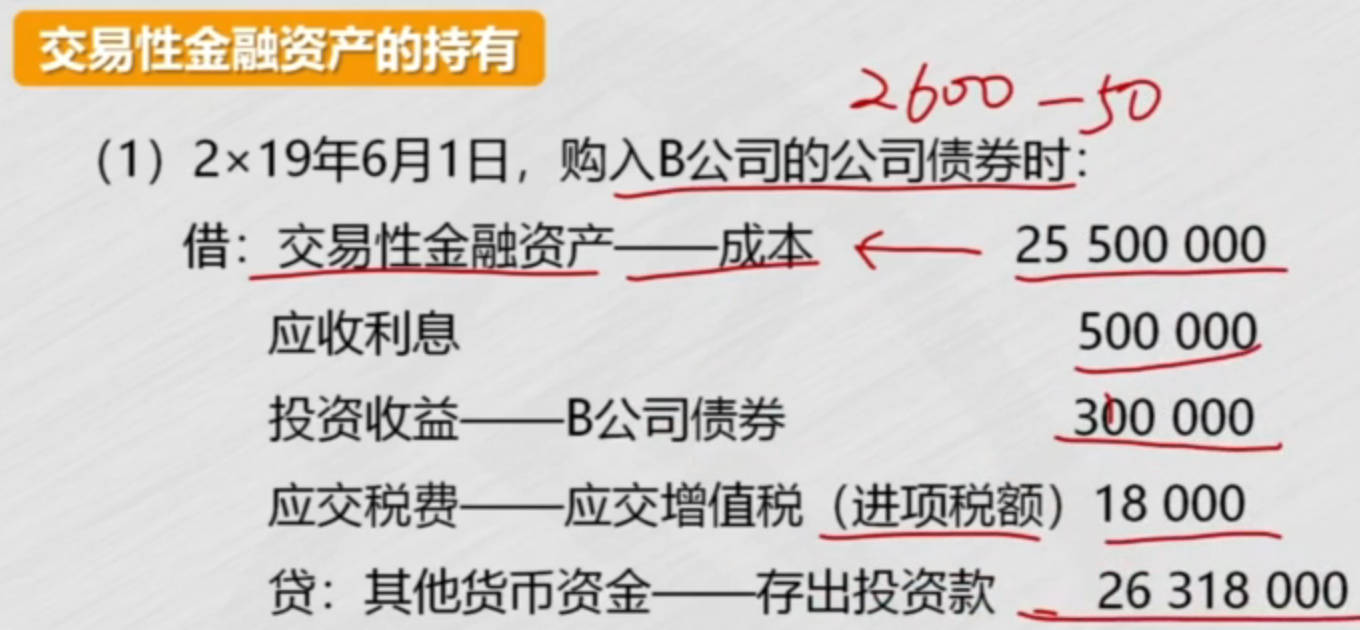 交易性金融资产的持有
2600-50
（1）2×19年6月1日，购入B公司的公司债券时：
借：交易性金融资产——成本 ← 25 500 000
应收利息 500 000
投资收益——B公司债券 300 000
应交税费——应交增值税（进项税额） 18 000
贷：其他货币资金——存出投资款 26 318 000